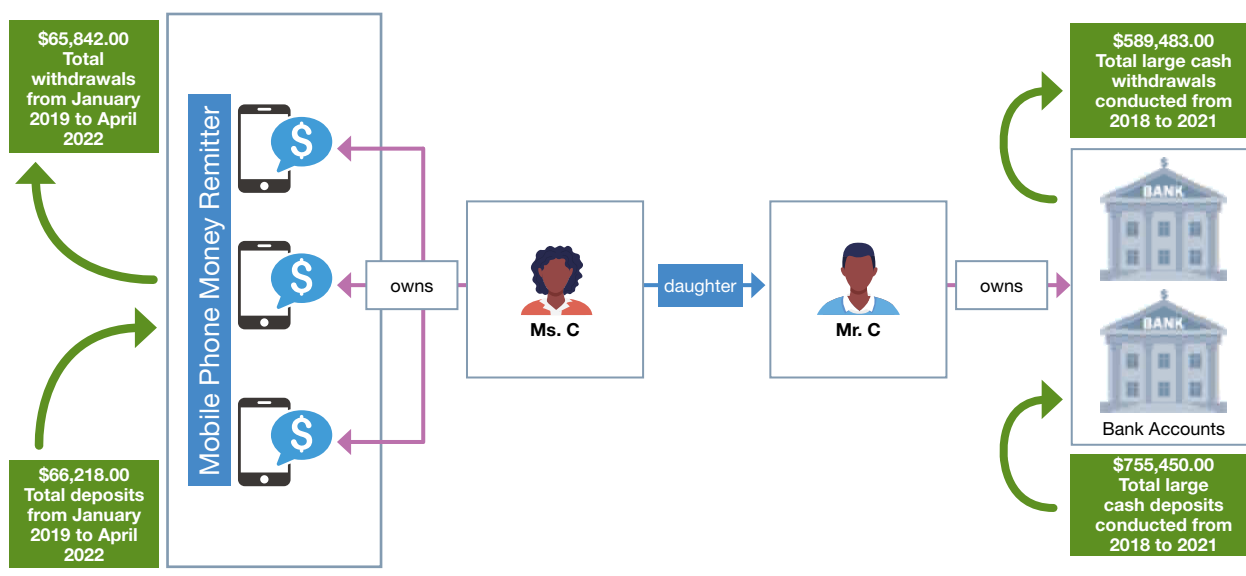 $65,842.00
Total
withdrawals
from January
2019 to April
2022
Mobile Phone Money Remitter
$
$
$
$66,218.00
Total deposits
from January
2019 to April
2022
owns
Ms. C
daughter
Mr. C
owns
$589,483.00
Total large cash
withdrawals
conducted from
2018 to 2021
$
BANK
$
BANK
Bank Accounts
$755,450.00
Total large
cash deposits
conducted from
2018 to 2021